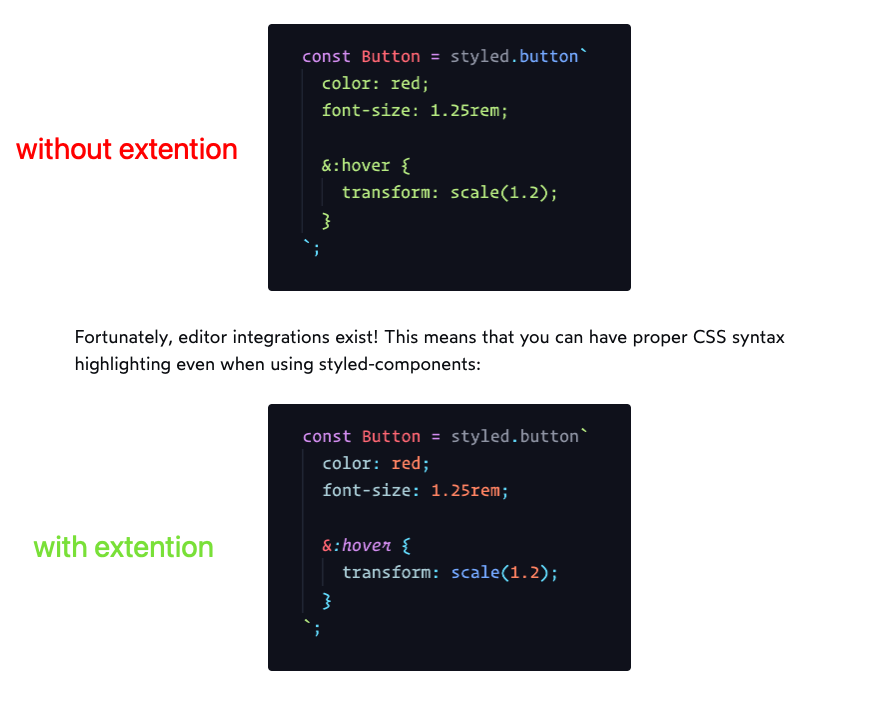 const Button = styled.button`
color: red;
font-size: 1.25rem;
without extention
&:hover {
transform: scale(1.2);
}
`;
Fortunately, editor integrations exist! This means that you can have proper CSS syntax
highlighting even when using styled-components:
const Button = styled.button`
color: red;
font-size: 1.25rem;
&:hover {
with extention
transform: scale(1.2);
}
`;